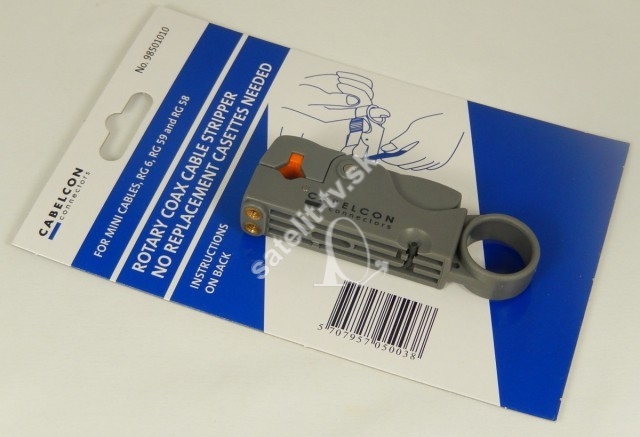 No. 98501010
CABELCON
connectors
FOR MINI CABLES, RG 6, RG 59 and RG 58
ROTARY COAX CABLE STRIPPER
NO REPLACEMENT CASETTES NEEDED
INSTRUCTIONS
ON BACK
CABELCON
connectors
satelit-tv.sk
5 707957 050038